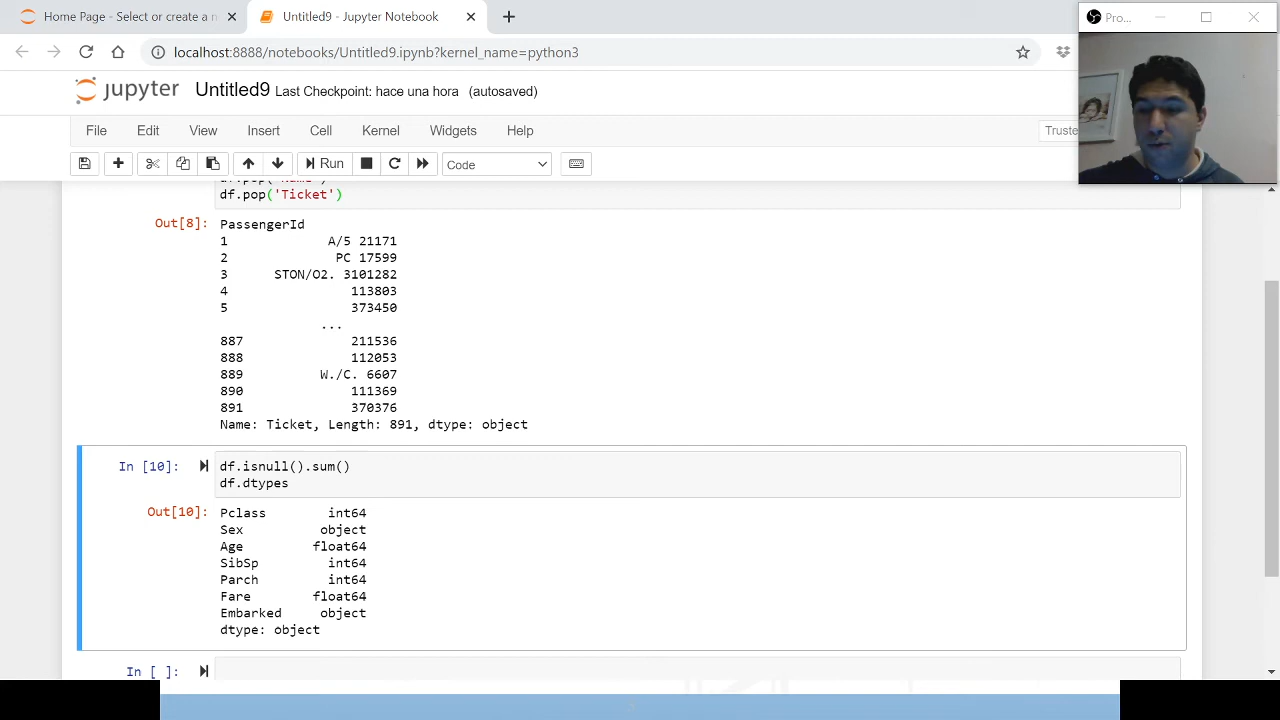 Home Page - Select or create a n
Untitled9 - Jupyter Notebook
Pro...
localhost:8888/notebooks/Untitled9.ipynb?kernel_name=python3
jupyter
Untitled9 Last Checkpoint: hace una hora (autosaved)
File Edit View Insert Cell Kernel Widgets Help
Truste
Run
Code
df.pop('Name')
df.pop('Ticket')
Out[8]: PassengerId
1 A/5 21171
2 PC 17599
3 STON/O2. 3101282
4 113803
5 373450
...
887 211536
888 112053
889 W./C. 6607
890 111369
891 370376
Name: Ticket, Length: 891, dtype: object
In [10]: df.isnull().sum()
df.dtypes
Out[10]: Pclass int64
Sex object
Age float64
SibSp int64
Parch int64
Fare float64
Embarked object
dtype: object
In [ ]: